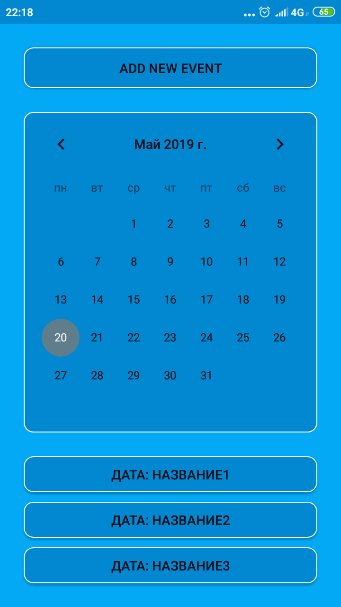 22:18 4G 65
ADD NEW EVENT
Май 2019 г.
пн вт ср чт пт сб вс
1 2 3 4 5
6 7 8 9 10 11 12
13 14 15 16 17 18 19
20 21 22 23 24 25 26
27 28 29 30 31
ДАТА: НАЗВАНИЕ1
ДАТА: НАЗВАНИЕ2
ДАТА: НАЗВАНИЕ3